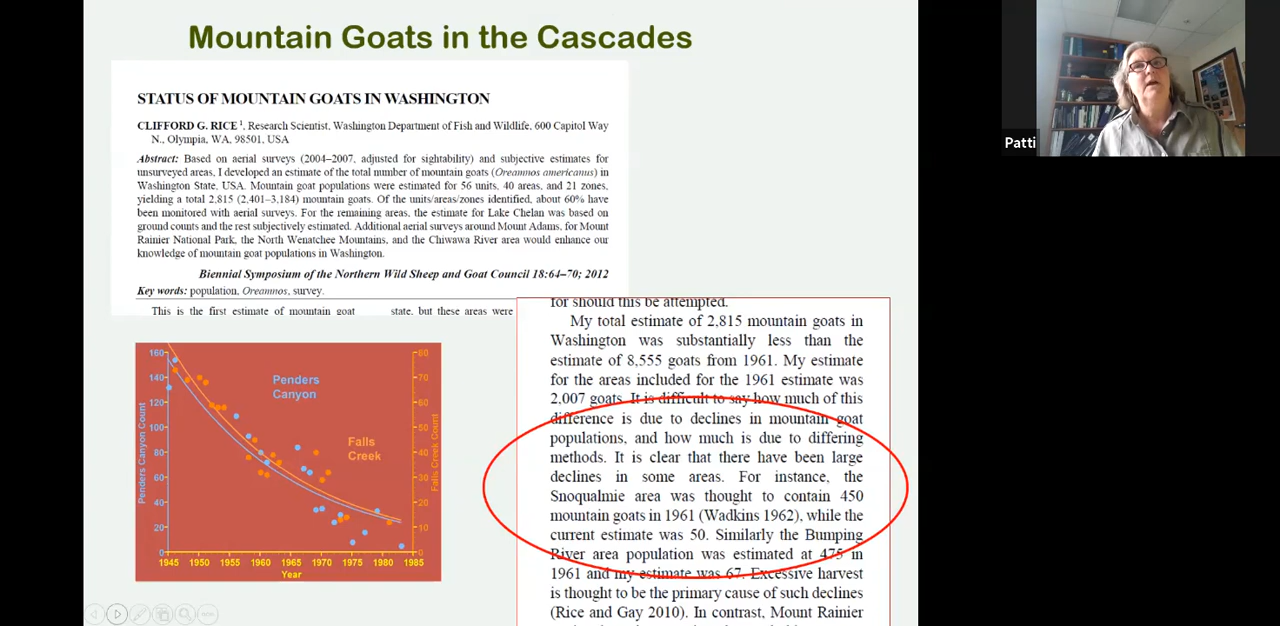 Mountain Goats in the Cascades
STATUS OF MOUNTAIN GOATS IN WASHINGTON
CLIFFORD G. RICE 1, Research Scientist, Washington Department of Fish and Wildlife, 600 Capitol Way
N., Olympia, WA, 98501, USA
Abstract: Based on aerial surveys (2004–2007, adjusted for sightability) and subjective estimates for
unsurveyed areas, I developed an estimate of the total number of mountain goats (Oreamnos americanus) in
Washington State, USA. Mountain goat populations were estimated for 56 units, 40 areas, and 21 zones,
yielding a total 2,815 (2,401–3,184) mountain goats. Of the units/areas/zones identified, about 60% have
been monitored with aerial surveys. For the remaining areas, the estimate for Lake Chelan was based on
ground counts and the rest subjectively estimated. Additional aerial surveys around Mount Adams, for Mount
Rainier National Park, the North Wenatchee Mountains, and the Chiwawa River area would enhance our
knowledge of mountain goat populations in Washington.
Biennial Symposium of the Northern Wild Sheep and Goat Council 18:64–70; 2012
Key words: population, Oreamnos, survey.
This is the first estimate of mountain goat
state, but these areas were
for should this be attempted.
My total estimate of 2,815 mountain goats in
Washington was substantially less than the
estimate of 8,555 goats from 1961. My estimate
for the areas included for the 1961 estimate was
2,007 goats. It is difficult to say how much of this
difference is due to declines in mountain goat
populations, and how much is due to differing
methods. It is clear that there have been large
declines in some areas. For instance, the
Snoqualmie area was thought to contain 450
mountain goats in 1961 (Wadkins 1962), while the
current estimate was 50. Similarly the Bumping
River area population was estimated at 475 in
1961 and my estimate was 67. Excessive harvest
is thought to be the primary cause of such declines
(Rice and Gay 2010). In contrast, Mount Rainier
Penders Canyon Count
160
140
120
100
80
60
40
20
0
Penders
Canyon
Falls
Creek
80
70
60
50
40
30
20
10
0
Falls Creek Count
1945 1950 1955 1960 1965 1970 1975 1980 1985
Year
Patti